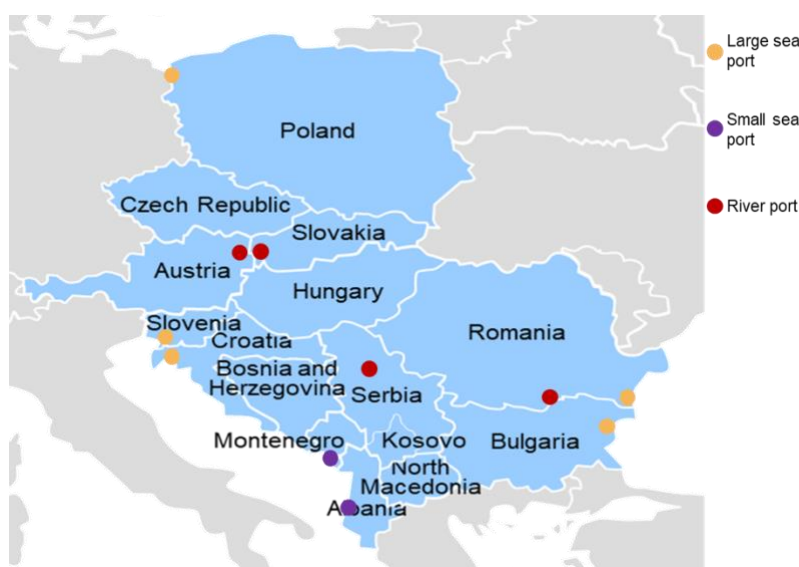 Large sea
port
Poland
Small sea
port
Czech Republic
River port
Slovakia
Austria
Hungary
Slovenia
Romania
Croatia
Bosnia and
Herzegovina
Serbia
Montenegro
Kosovo
Bulgaria
North
Macedonia
Albania